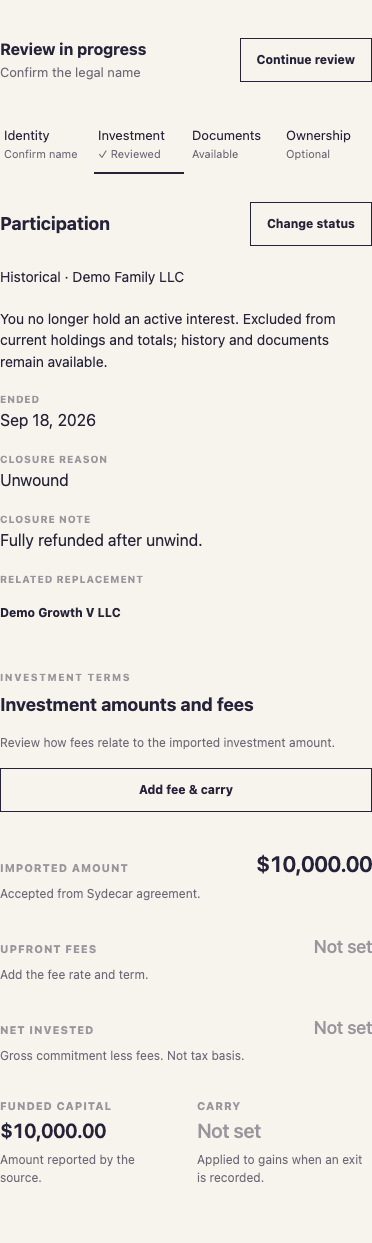 Review in progress
Confirm the legal name
Continue review
Identity
Confirm name
Investment
✓ Reviewed
Documents
Available
Ownership
Optional
Participation
Change status
Historical · Demo Family LLC
You no longer hold an active interest. Excluded from
current holdings and totals; history and documents
remain available.
ENDED
Sep 18, 2026
CLOSURE REASON
Unwound
CLOSURE NOTE
Fully refunded after unwind.
RELATED REPLACEMENT
Demo Growth V LLC
INVESTMENT TERMS
Investment amounts and fees
Review how fees relate to the imported investment amount.
Add fee & carry
IMPORTED AMOUNT
$10,000.00
Accepted from Sydecar agreement.
UPFRONT FEES
Not set
Add the fee rate and term.
NET INVESTED
Not set
Gross commitment less fees. Not tax basis.
FUNDED CAPITAL
$10,000.00
Amount reported by the
source.
CARRY
Not set
Applied to gains when an exit
is recorded.